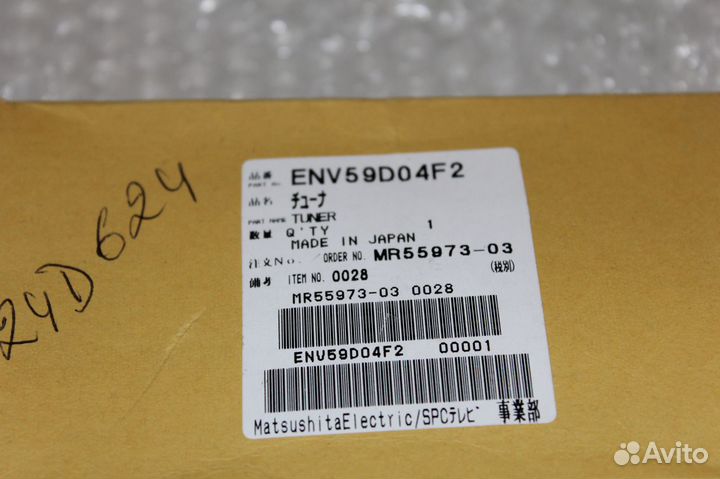 24D624
品番 ENV59D04F2
PART No.
品名 チューナ
PART NAME TUNER
数量 Q'TY 1
MADE IN JAPAN
注文No. ORDER NO. MR55973-03
備考 ITEM NO. 0028 (税別)
MR55973-03 0028
ENV59D04F2 00001
MatsushitaElectric/SPCテレビ 事業部
Avito